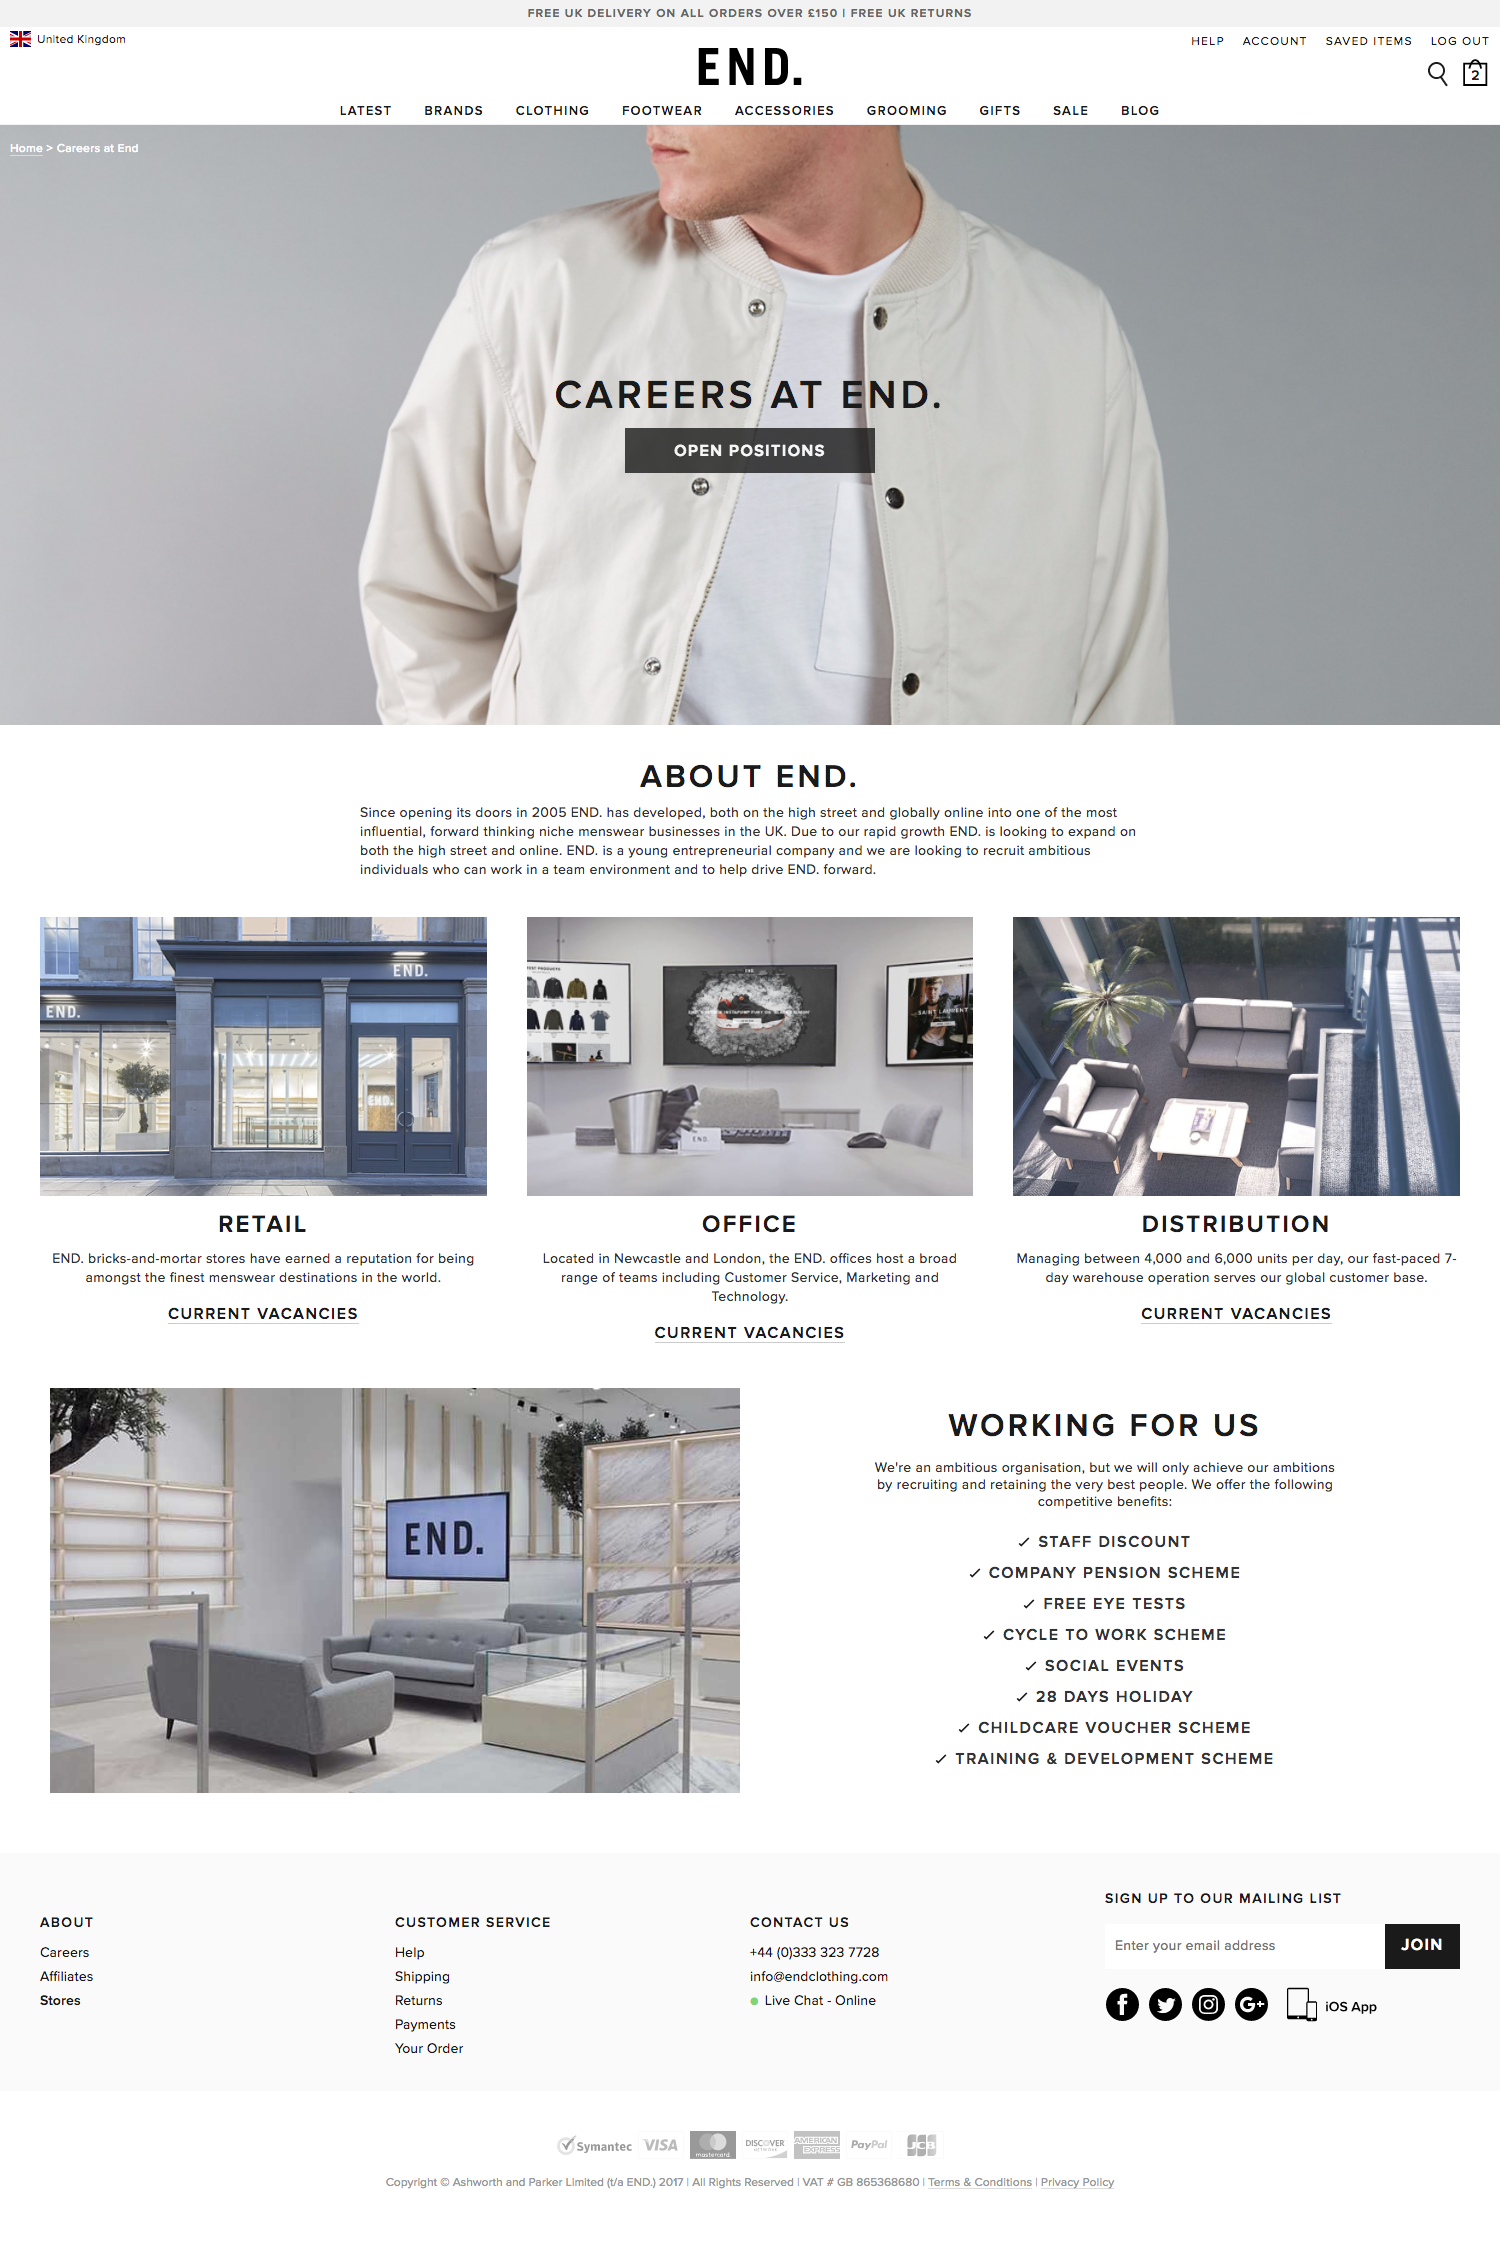 FREE UK DELIVERY ON ALL ORDERS OVER £150 | FREE UK RETURNS
United Kingdom
HELP ACCOUNT SAVED ITEMS LOG OUT
END.
2
LATEST BRANDS CLOTHING FOOTWEAR ACCESSORIES GROOMING GIFTS SALE BLOG
Home > Careers at End
CAREERS AT END.
OPEN POSITIONS
ABOUT END.
Since opening its doors in 2005 END. has developed, both on the high street and globally online into one of the most
influential, forward thinking niche menswear businesses in the UK. Due to our rapid growth END. is looking to expand on
both the high street and online. END. is a young entrepreneurial company and we are looking to recruit ambitious
individuals who can work in a team environment and to help drive END. forward.
END.
END.
END.
END.
SAINT LAURENT
END.
RETAIL
END. bricks-and-mortar stores have earned a reputation for being
amongst the finest menswear destinations in the world.
CURRENT VACANCIES
OFFICE
Located in Newcastle and London, the END. offices host a broad
range of teams including Customer Service, Marketing and
Technology.
CURRENT VACANCIES
DISTRIBUTION
Managing between 4,000 and 6,000 units per day, our fast-paced 7-
day warehouse operation serves our global customer base.
CURRENT VACANCIES
END.
WORKING FOR US
We're an ambitious organisation, but we will only achieve our ambitions
by recruiting and retaining the very best people. We offer the following
competitive benefits:
✓ STAFF DISCOUNT
✓ COMPANY PENSION SCHEME
✓ FREE EYE TESTS
✓ CYCLE TO WORK SCHEME
✓ SOCIAL EVENTS
✓ 28 DAYS HOLIDAY
✓ CHILDCARE VOUCHER SCHEME
✓ TRAINING & DEVELOPMENT SCHEME
ABOUT
Careers
Affiliates
Stores
CUSTOMER SERVICE
Help
Shipping
Returns
Payments
Your Order
CONTACT US
+44 (0)333 323 7728
info@endclothing.com
Live Chat - Online
SIGN UP TO OUR MAILING LIST
Enter your email address
JOIN
iOS App
Symantec VISA mastercard DISCOVER NETWORK AMERICAN EXPRESS PayPal JCB
Copyright © Ashworth and Parker Limited (t/a END.) 2017 | All Rights Reserved | VAT # GB 865368680 | Terms & Conditions | Privacy Policy